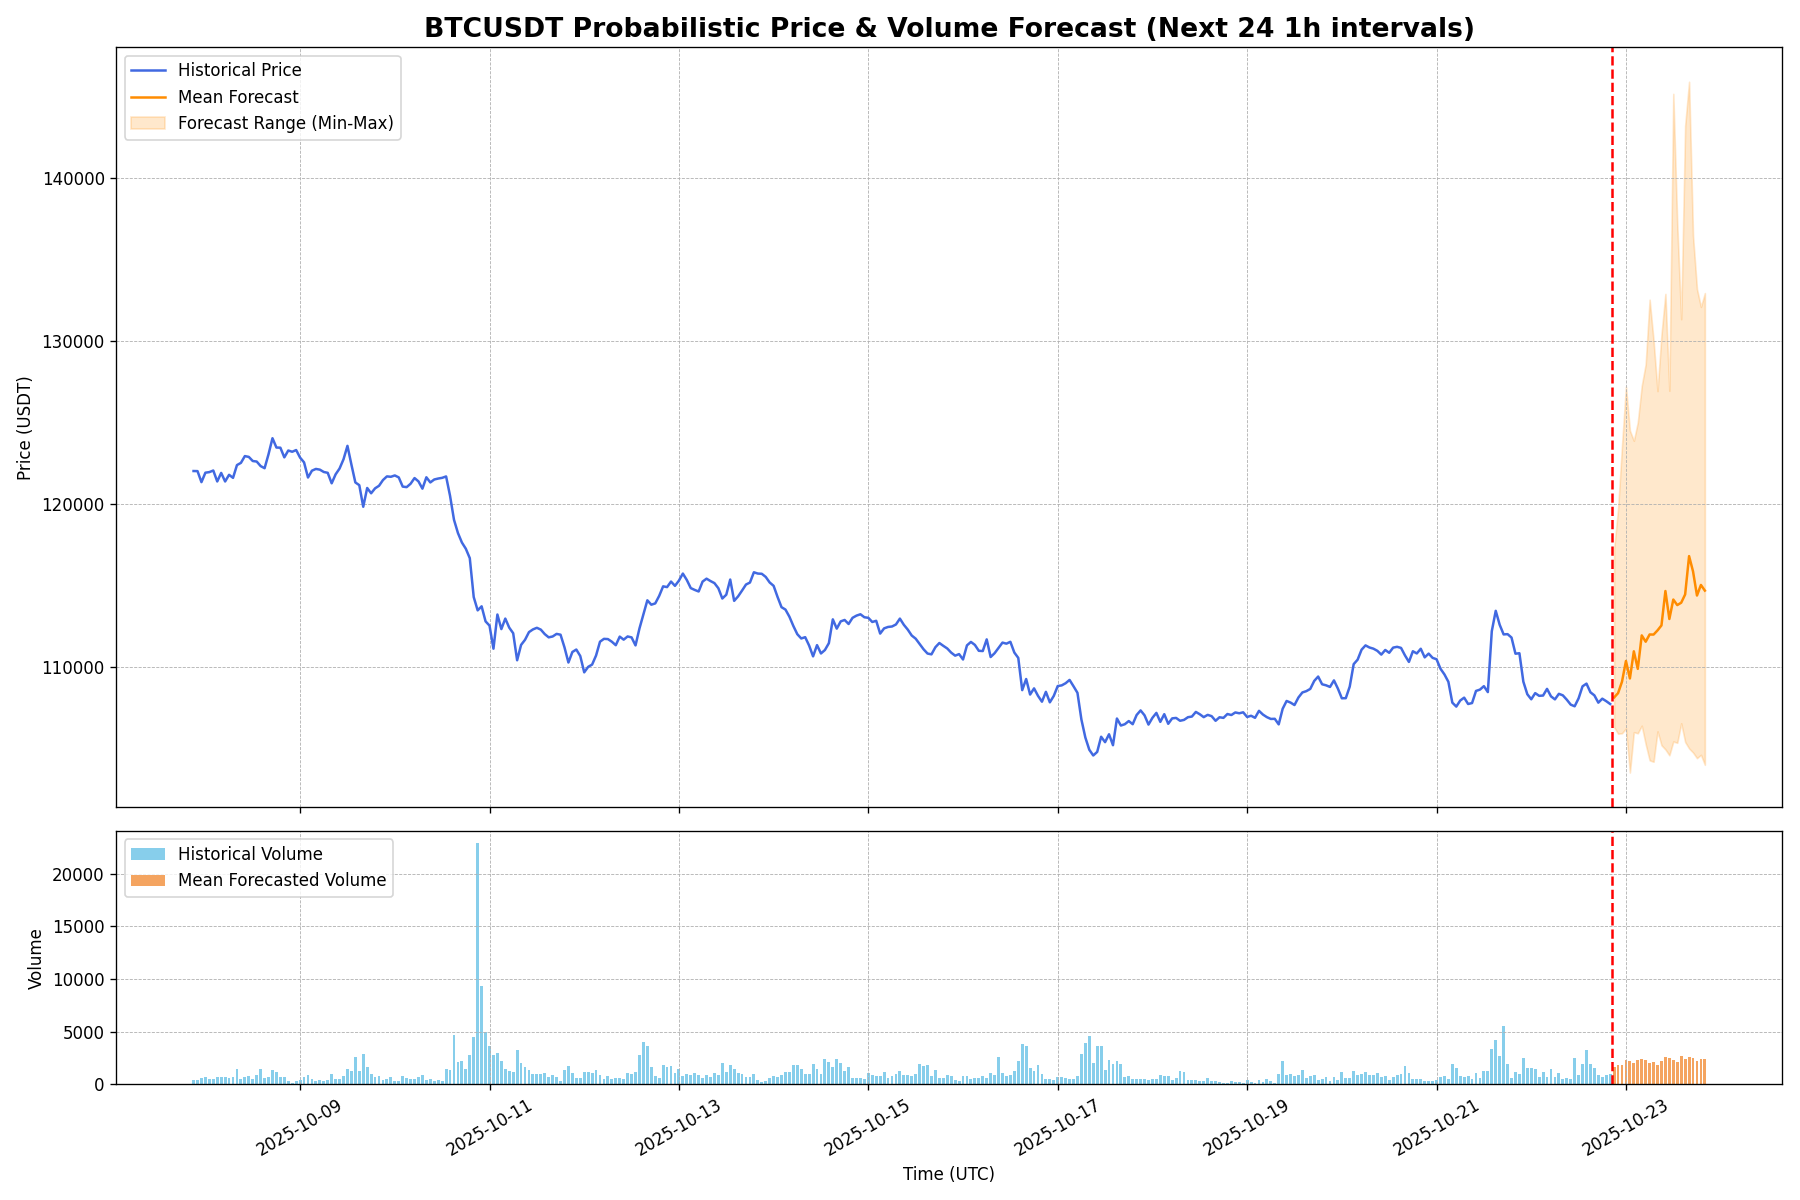 BTCUSDT Probabilistic Price & Volume Forecast (Next 24 1h intervals)
Historical Price
Mean Forecast
Forecast Range (Min-Max)
Price (USDT)
140000
130000
120000
110000
Historical Volume
Mean Forecasted Volume
Volume
20000
15000
10000
5000
0
2025-10-09
2025-10-11
2025-10-13
2025-10-15
2025-10-17
2025-10-19
2025-10-21
2025-10-23
Time (UTC)